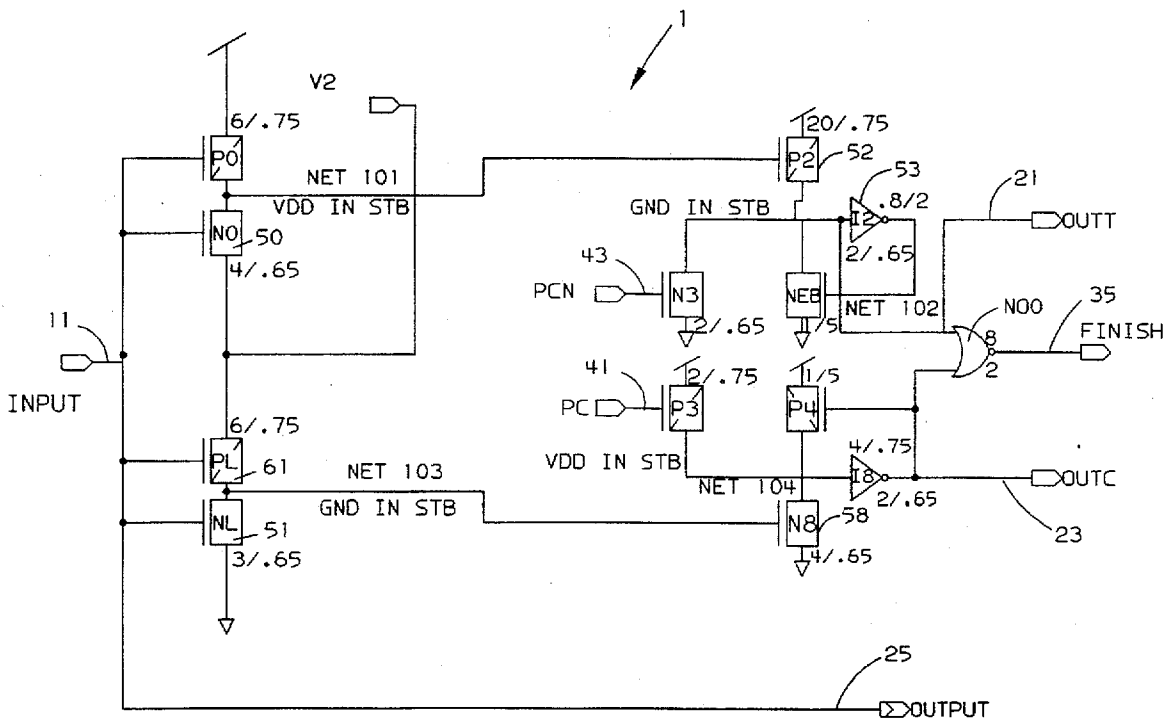 1
V2
6/.75
P0
20/.75
P2
52
53
NET 101
VDD IN STB
GND IN STB
I2
.8/2
21
OUTT
N0
50
4/.65
2/.65
43
PCN
N3
NEB
NET 102
N00
35
11
2/.65
1/5
8
2
FINISH
INPUT
2/.75
1/5
41
PC
P3
P4
6/.75
4/.75
PL
61
NET 103
VDD IN STB
NET 104
I8
OUTC
GND IN STB
2/.65
NL
51
N8
58
23
3/.65
4/.65
25
OUTPUT